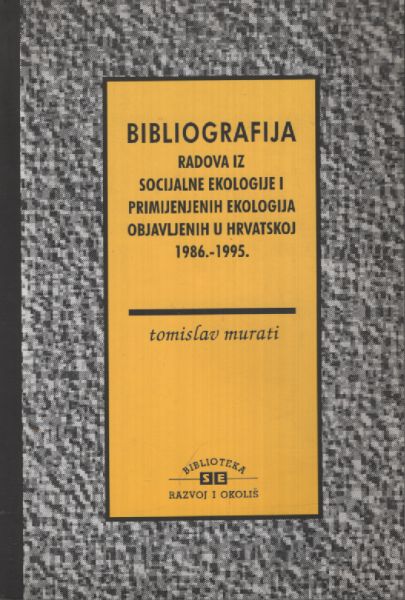 BIBLIOGRAFIJA
RADOVA IZ
SOCIJALNE EKOLOGIJE I
PRIMIJENJENIH EKOLOGIJA
OBJAVLJENIH U HRVATSKOJ
1986.-1995.
tomislav murati
BIBLIOTEKA
SE
RAZVOJ I OKOLIŠ